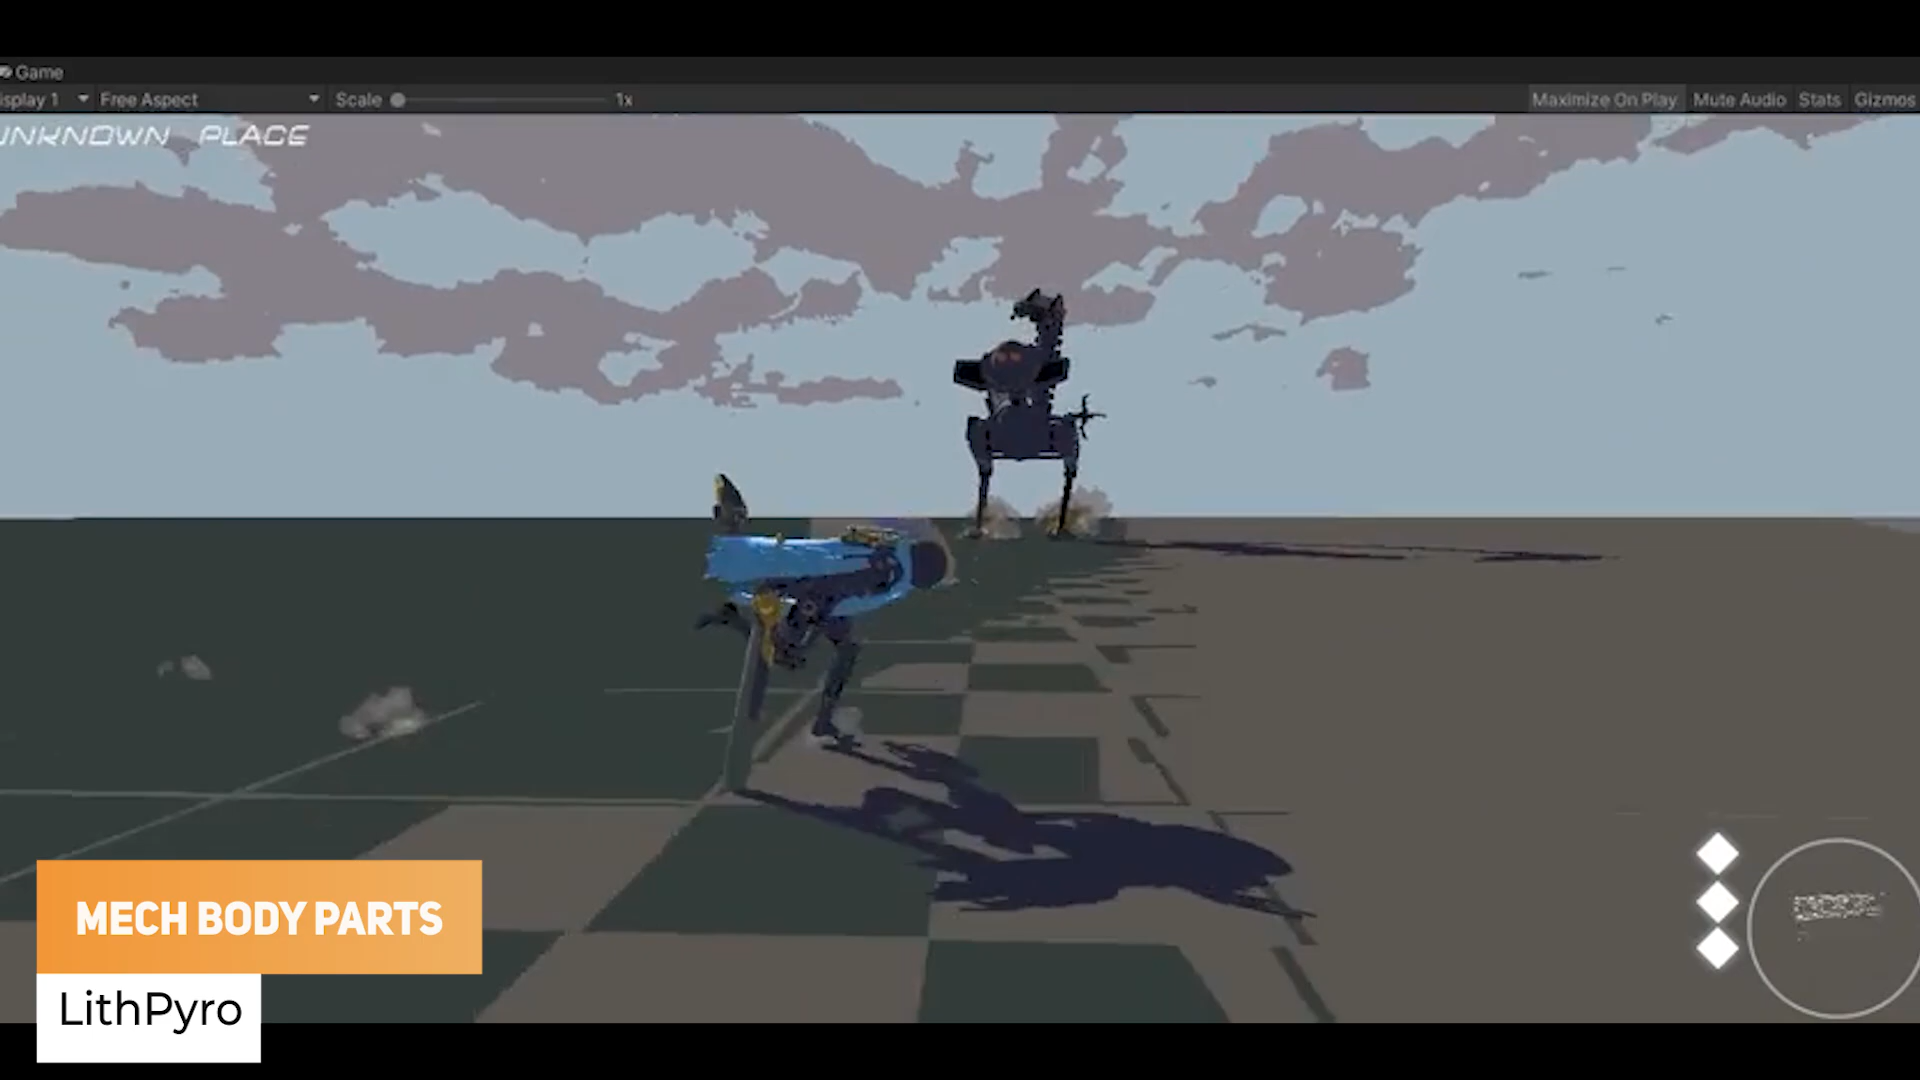 Game
isplay 1 Free Aspect Scale 1x Maximize On Play Mute Audio Stats Gizmos
UNKNOWN PLACE
MECH BODY PARTS
LithPyro